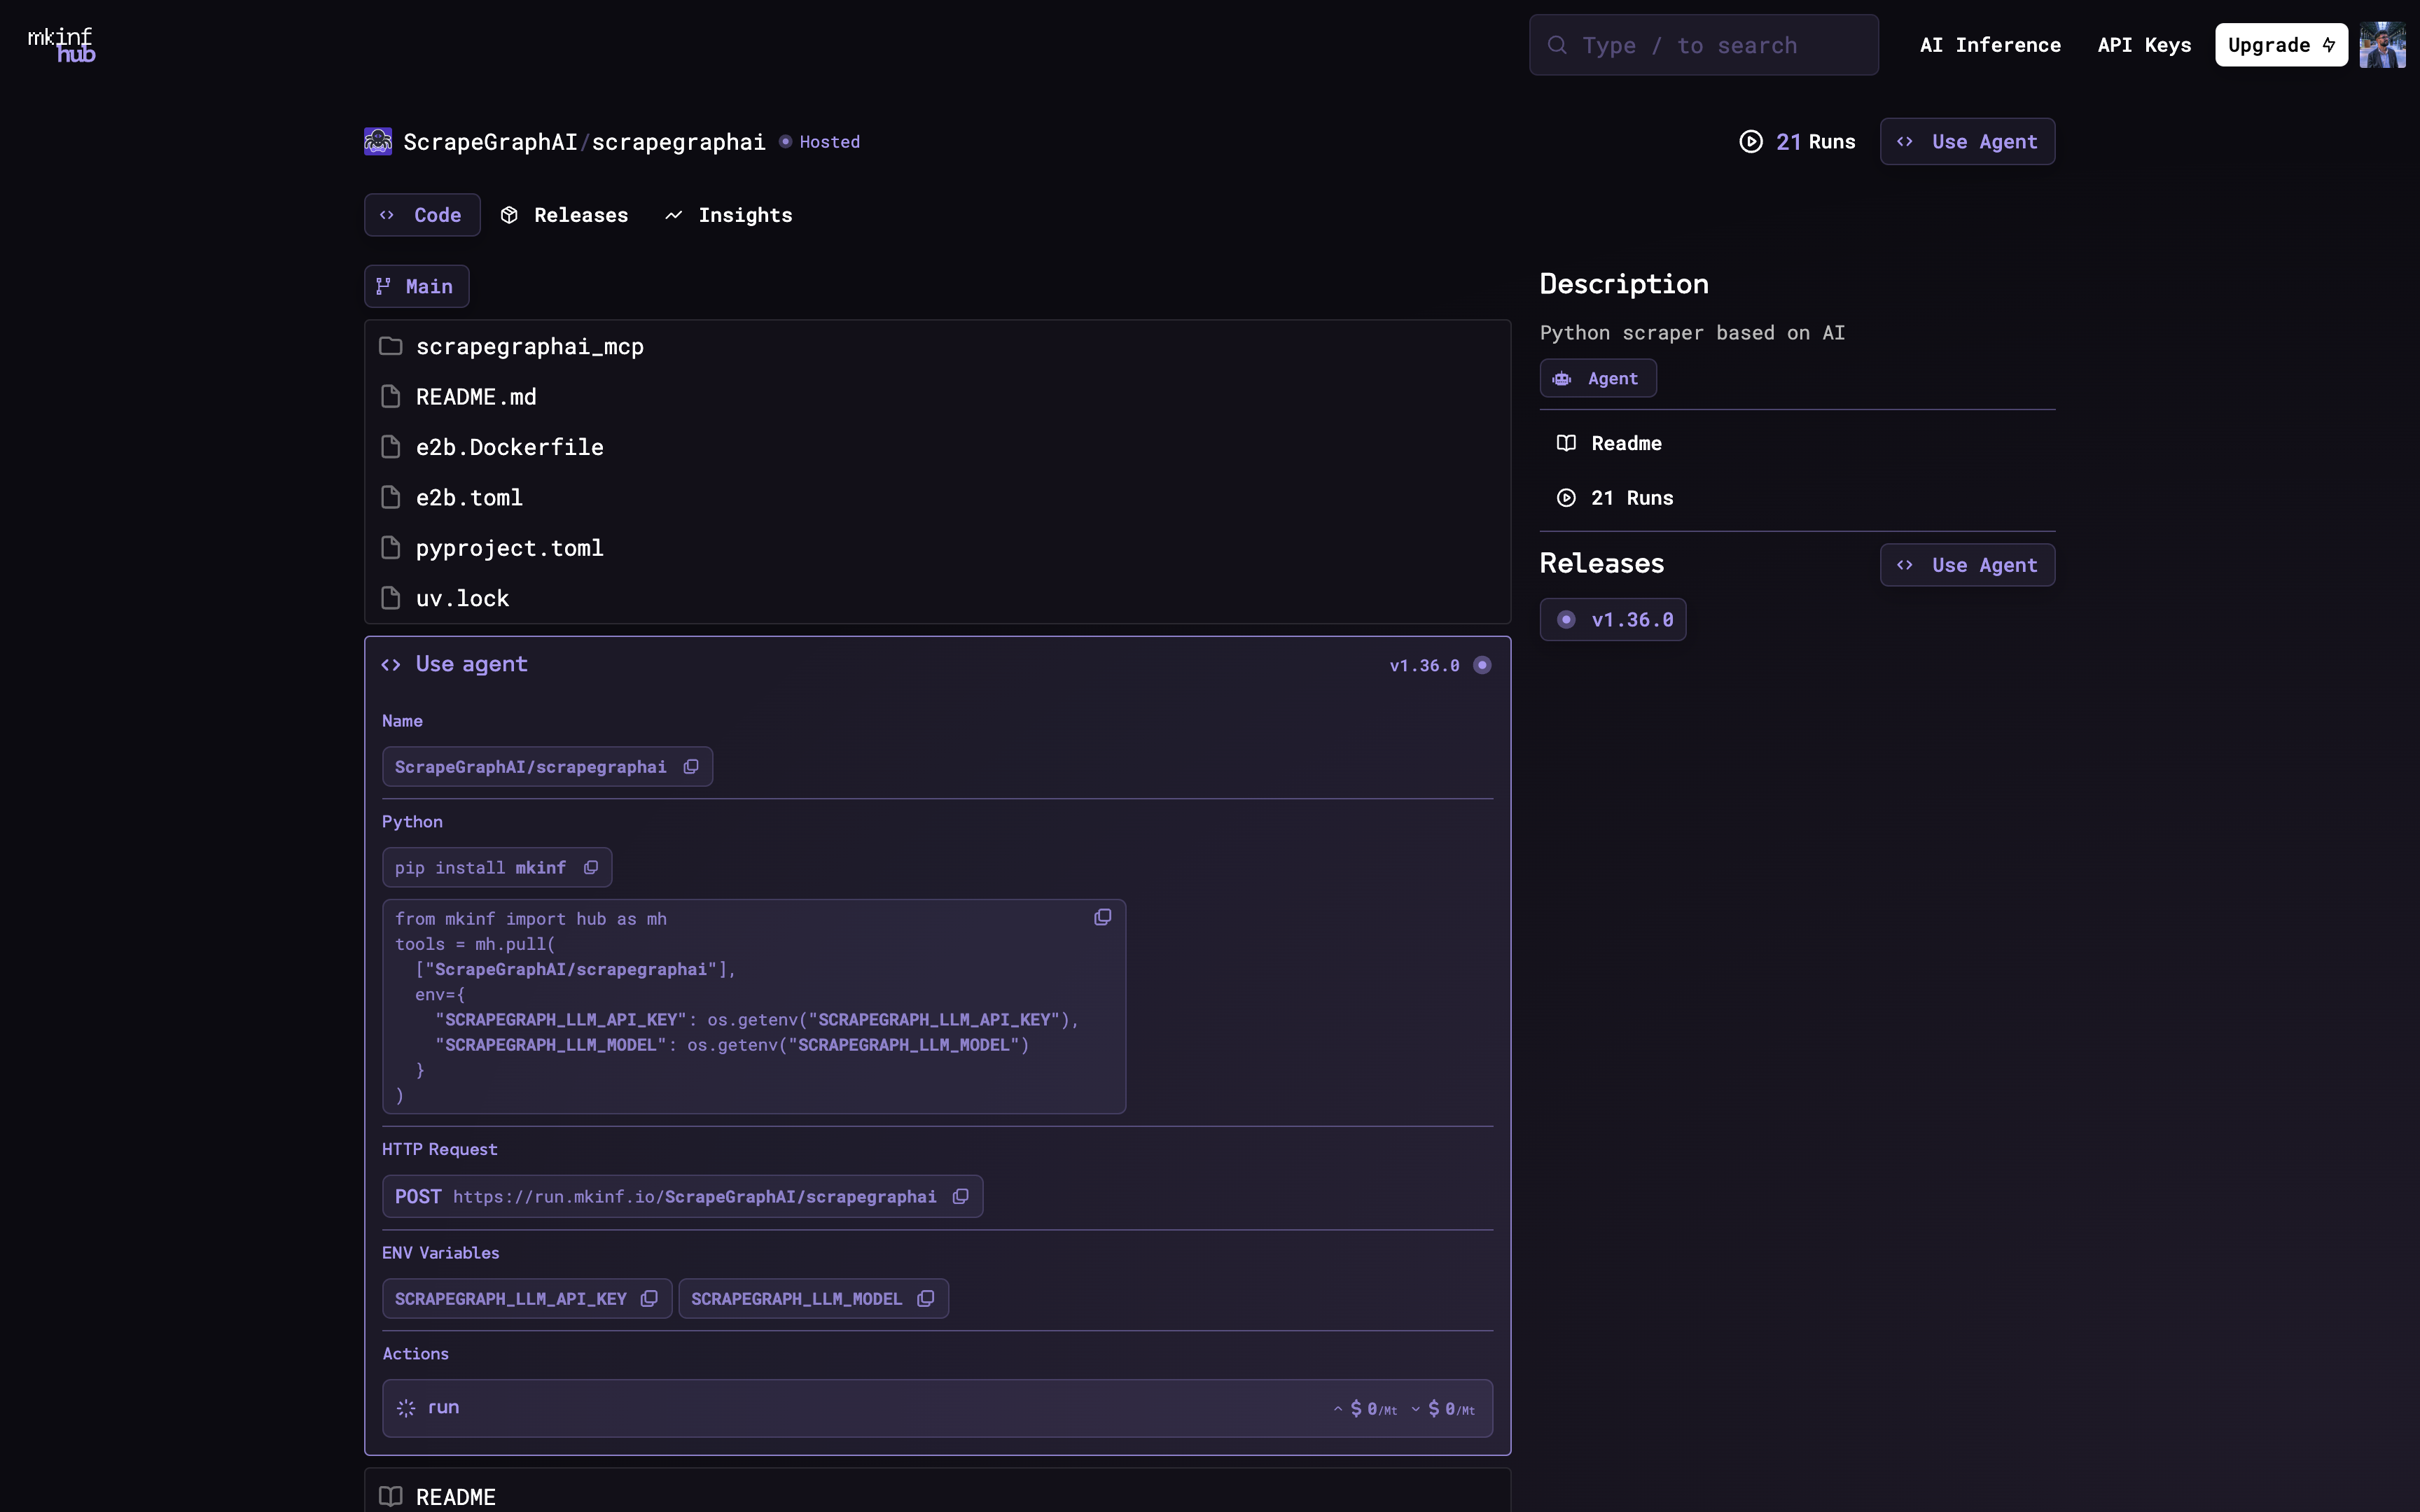 mkinf
hub
Type / to search
AI Inference
API Keys
Upgrade
ScrapeGraphAI/scrapegraphai
Hosted
21 Runs
<> Use Agent
<> Code
Releases
Insights
Main
scrapegraphai_mcp
README.md
e2b.Dockerfile
e2b.toml
pyproject.toml
uv.lock
Description
Python scraper based on AI
Agent
Readme
21 Runs
Releases
<> Use Agent
v1.36.0
<> Use agent
v1.36.0
Name
ScrapeGraphAI/scrapegraphai
Python
pip install mkinf
from mkinf import hub as mh
tools = mh.pull(
  ["ScrapeGraphAI/scrapegraphai"],
  env={
    "SCRAPEGRAPH_LLM_API_KEY": os.getenv("SCRAPEGRAPH_LLM_API_KEY"),
    "SCRAPEGRAPH_LLM_MODEL": os.getenv("SCRAPEGRAPH_LLM_MODEL")
  }
)
HTTP Request
POST https://run.mkinf.io/ScrapeGraphAI/scrapegraphai
ENV Variables
SCRAPEGRAPH_LLM_API_KEY
SCRAPEGRAPH_LLM_MODEL
Actions
run
$ 0/Mt
$ 0/Mt
README